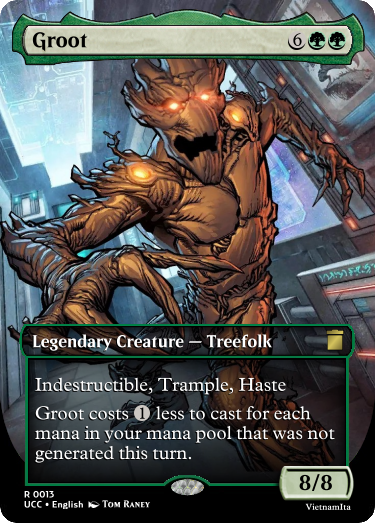 Groot 6
Legendary Creature — Treefolk
Indestructible, Trample, Haste
Groot costs 1 less to cast for each
mana in your mana pool that was not
generated this turn.
8/8
R 0013
UCC • English Tom Raney
VietnamIta